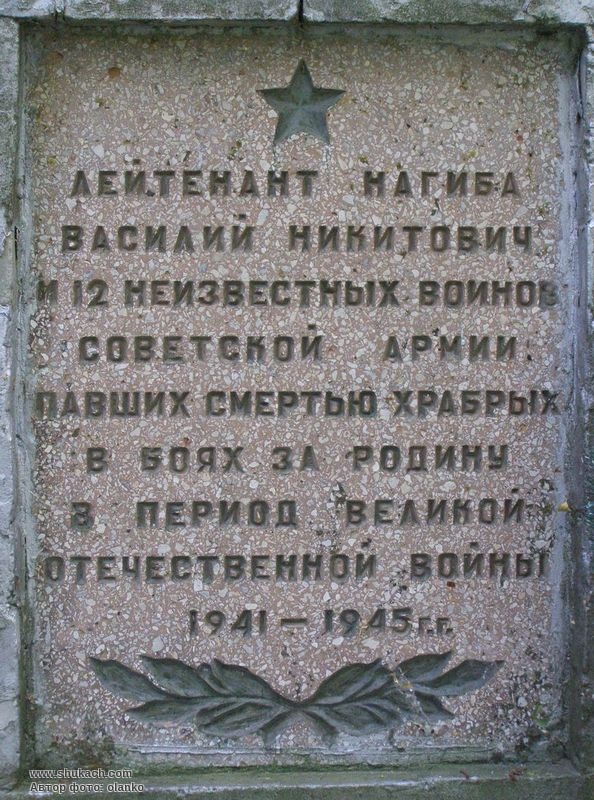 ЛЕЙТЕНАНТ НАГИБА
ВАСИЛИЙ НИКИТОВИЧ
И 12 НЕИЗВЕСТНЫХ ВОИНОВ
СОВЕТСКОЙ АРМИИ,
ПАВШИХ СМЕРТЬЮ ХРАБРЫХ
В БОЯХ ЗА РОДИНУ
В ПЕРИОД ВЕЛИКОЙ
ОТЕЧЕСТВЕННОЙ ВОЙНЫ
1941 – 1945 г.г.
www.shukach.com
Автор фото: olanko